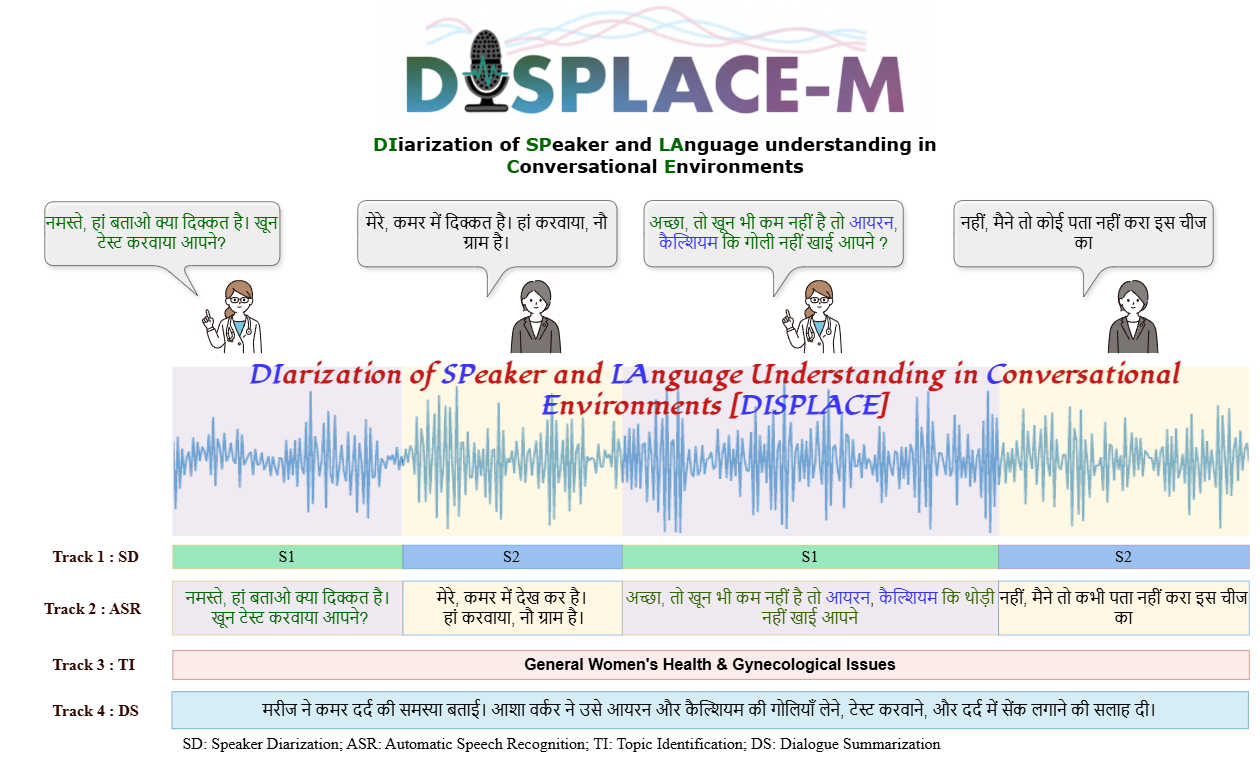 DISPLACE-M
DIiarization of SPeaker and LAnguage understanding in
Conversational Environments
नमस्ते, हां बताओ क्या दिक्कत है। खून
टेस्ट करवाया आपने?
मेरे, कमर में दिक्कत है। हां करवाया, नौ
ग्राम है।
अच्छा, तो खून भी कम नहीं है तो आयरन,
कैल्शियम कि गोली नहीं खाई आपने ?
नहीं, मैने तो कोई पता नहीं करा इस चीज
का
DIarization of SPeaker and LAnguage Understanding in Conversational
Environments [DISPLACE]
Track 1 : SD
S1
S2
S1
S2
Track 2 : ASR
नमस्ते, हां बताओ क्या दिक्कत है।
खून टेस्ट करवाया आपने?
मेरे, कमर में देख कर है।
हां करवाया, नौ ग्राम है।
अच्छा, तो खून भी कम नहीं है तो आयरन, कैल्शियम कि थोड़ी
नहीं खाई आपने
नहीं, मैने तो कभी पता नहीं करा इस चीज
का
Track 3 : TI
General Women's Health & Gynecological Issues
Track 4 : DS
मरीज ने कमर दर्द की समस्या बताई। आशा वर्कर ने उसे आयरन और कैल्शियम की गोलियाँ लेने, टेस्ट करवाने, और दर्द में सेंक लगाने की सलाह दी।
SD: Speaker Diarization; ASR: Automatic Speech Recognition; TI: Topic Identification; DS: Dialogue Summarization